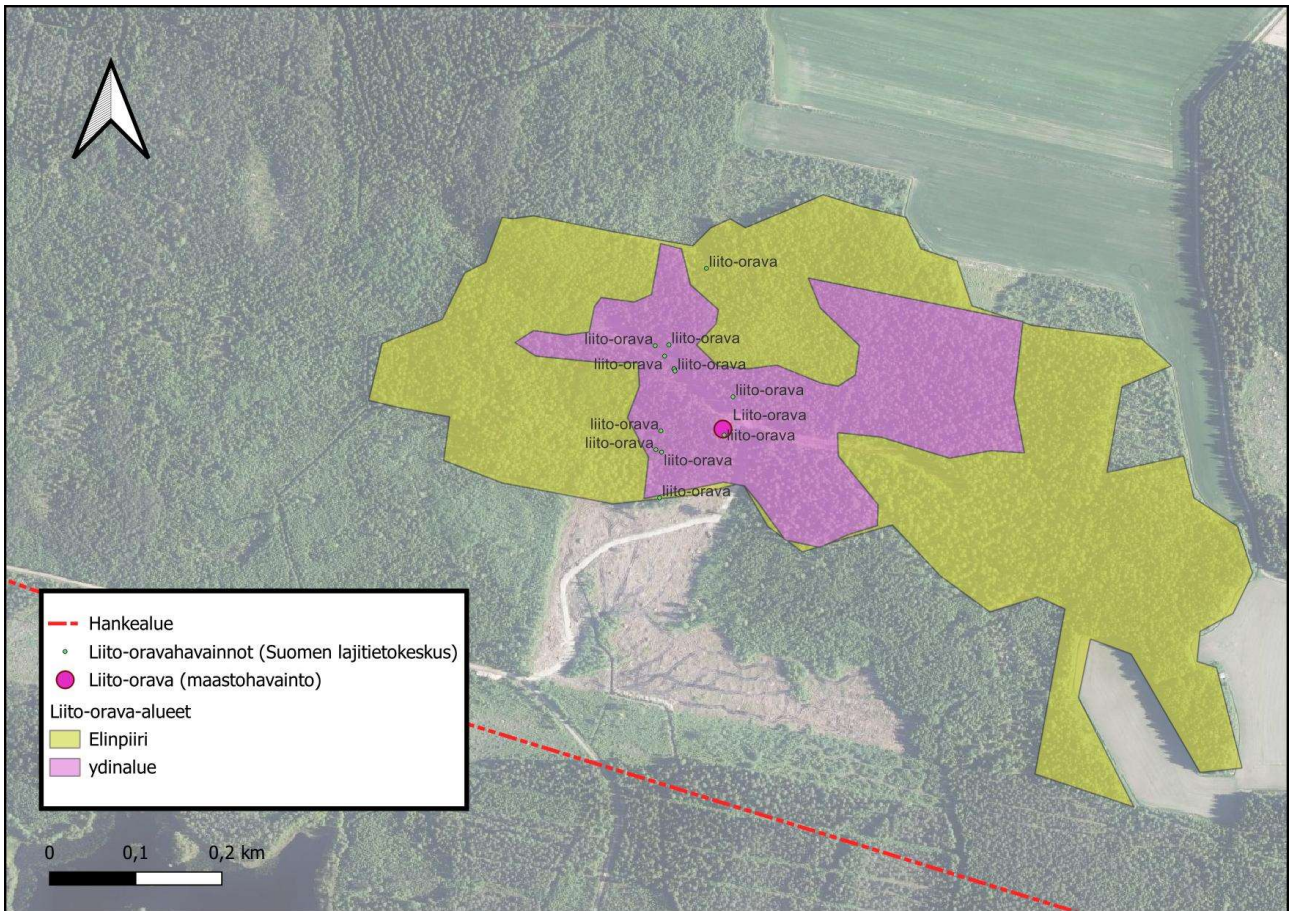 liito-orava
liito-orava
liito-orava
liito-orava
liito-orava
liito-orava
Liito-orava
liito-orava
liito-orava
liito-orava
liito-orava
liito-orava
Hankealue
Liito-oravahavainnot (Suomen lajitietokeskus)
Liito-orava (maastohavainto)
Liito-orava-alueet
Elinpiiri
ydinalue
0 0,1 0,2 km